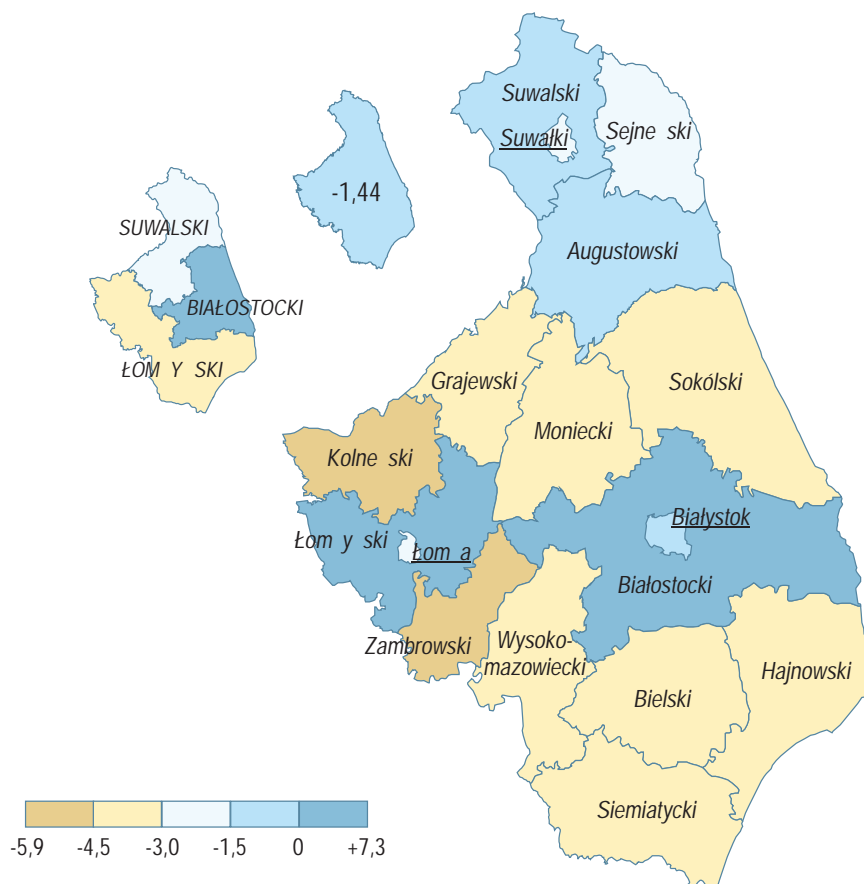 Suwalski
Suwałki
Sejne ski
-1,44
SUWALSKI
Augustowski
BIAŁOSTOCKI
ŁOM Y SKI
Grajewski
Sokólski
Moniecki
Kolne ski
Białystok
Łom y ski
Łom a
Białostocki
Zambrowski
Wysoko-
mazowiecki
Hajnowski
Bielski
Siemiatycki
-5,9 -4,5 -3,0 -1,5 0 +7,3